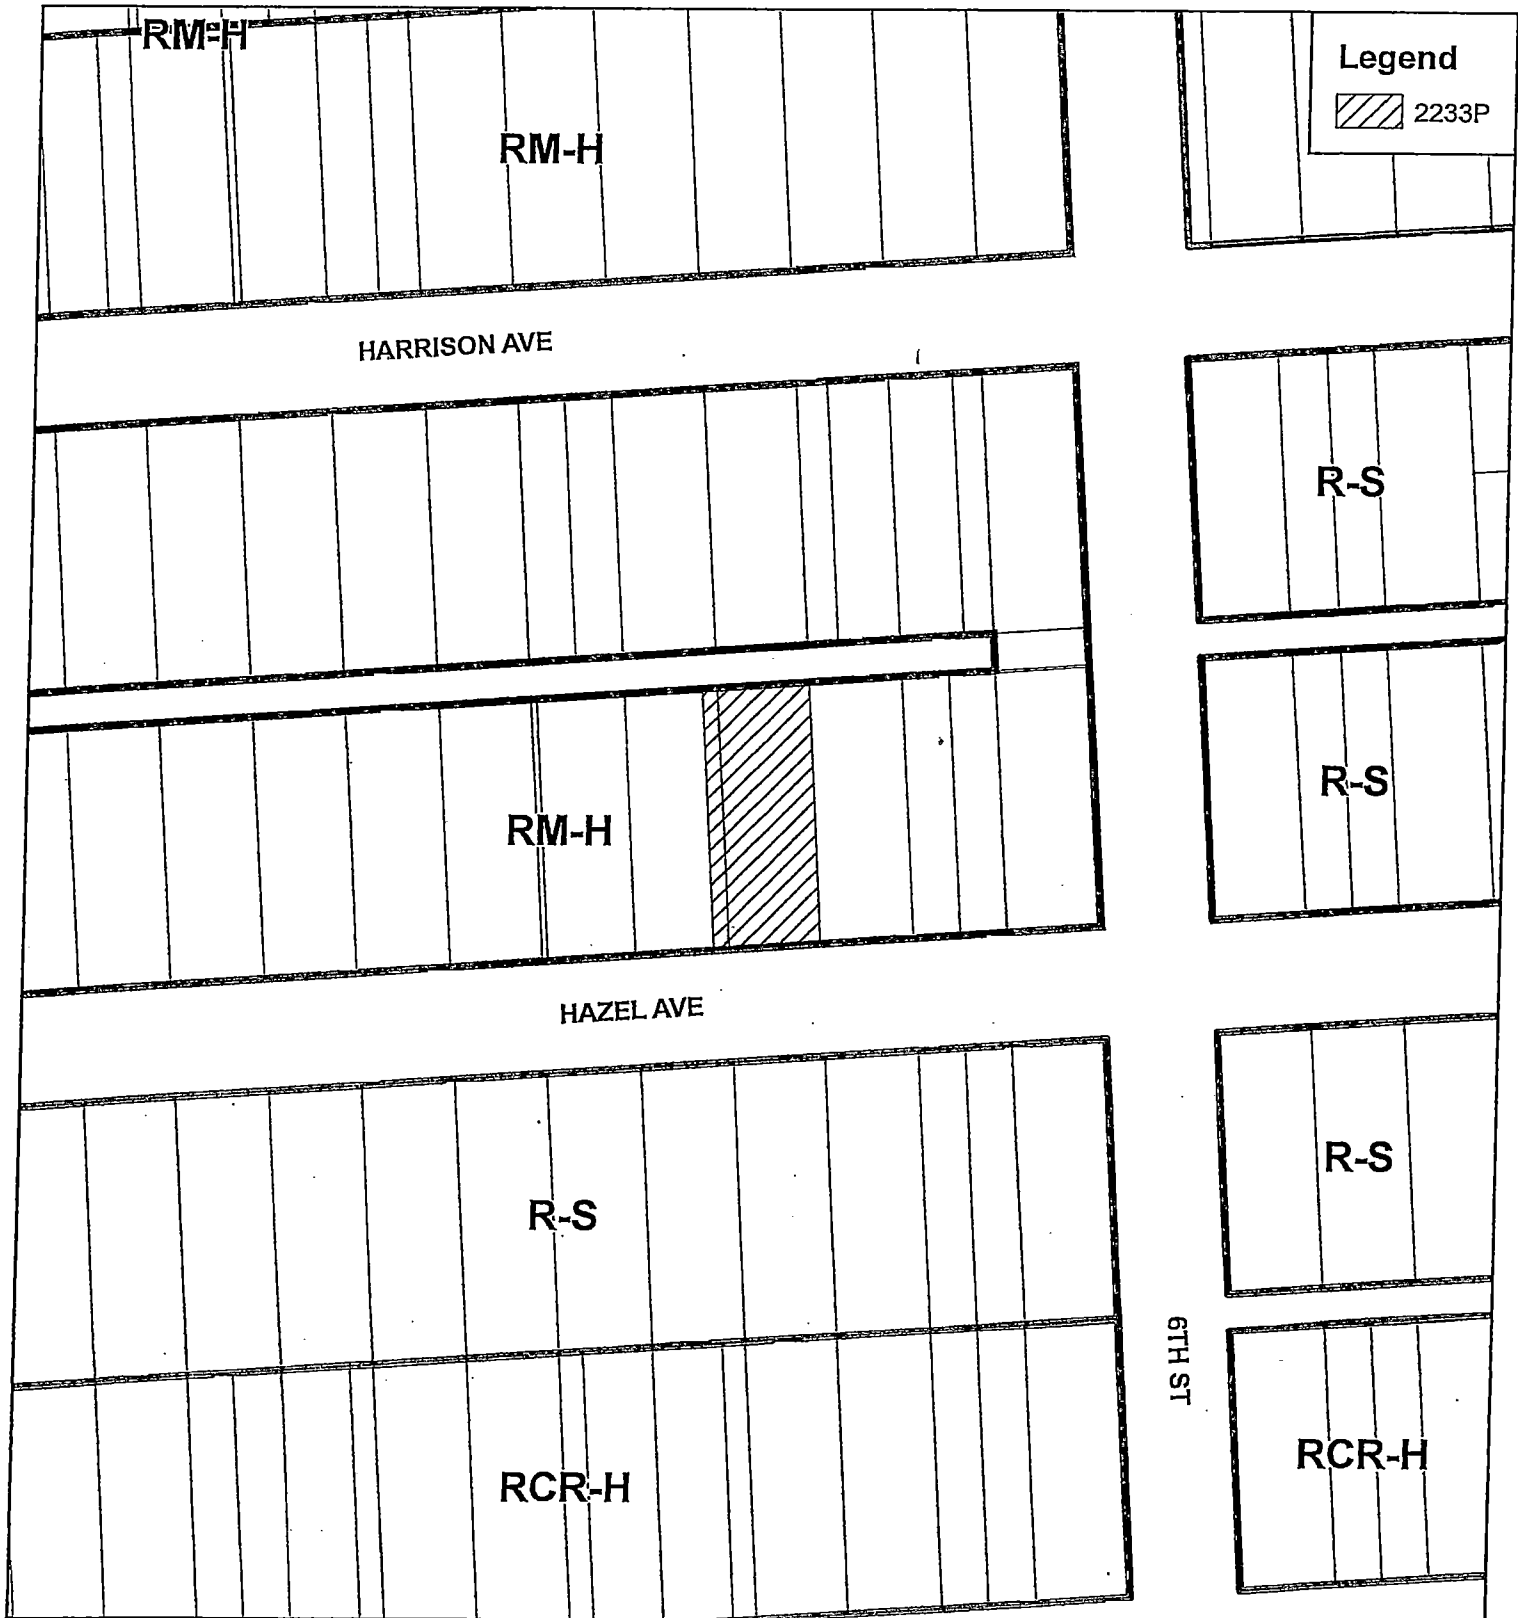 RM-H
Legend
2233P
RM-H
HARRISON AVE
R-S
R-S
RM-H
HAZEL AVE
R-S
R-S
6TH ST
RCR-H
RCR-H